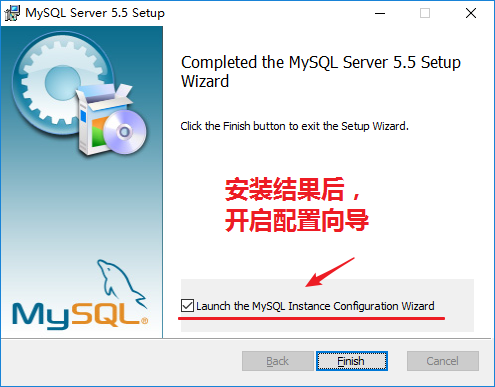 MySQL Server 5.5 Setup
Completed the MySQL Server 5.5 Setup
Wizard
Click the Finish button to exit the Setup Wizard.
安装结果后，
开启配置向导
Launch the MySQL Instance Configuration Wizard
MySQL®
Back
Finish
Cancel